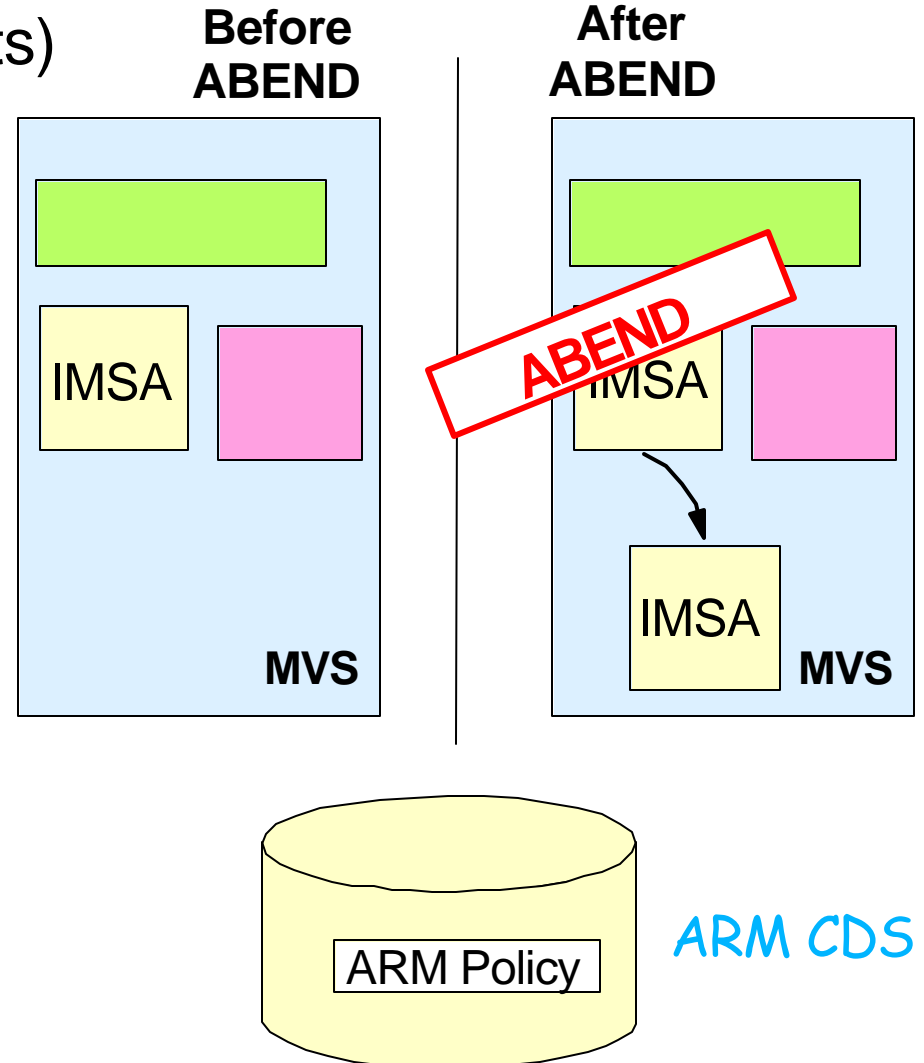 ts)
Before
ABEND
After
ABEND
IMSA
MVS
ABEND
IMSA
IMSA
MVS
ARM Policy
ARM CDS